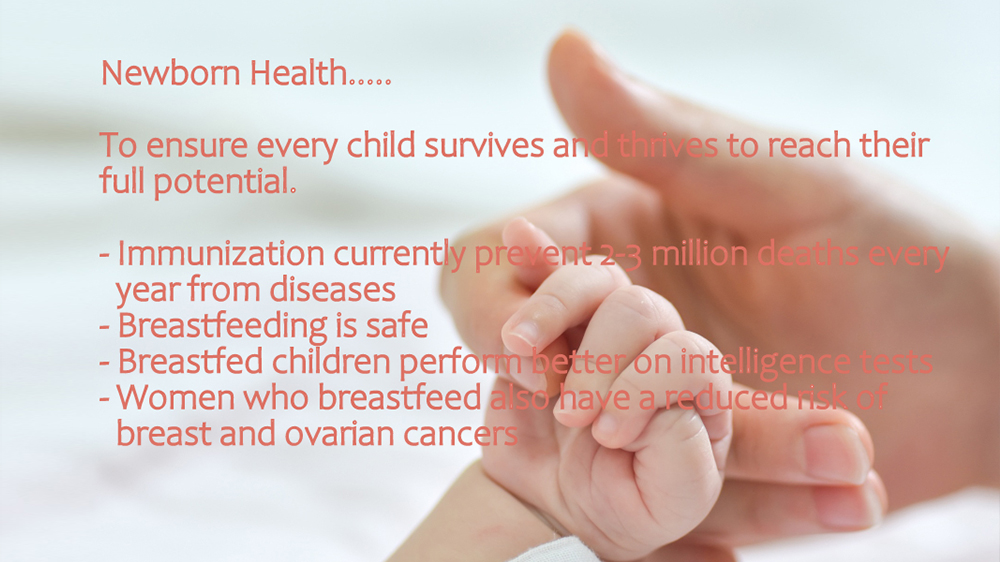 Newborn Health.....
To ensure every child survives and thrives to reach their
full potential.
- Immunization currently prevent 2-3 million deaths every
year from diseases
- Breastfeeding is safe
- Breastfed children perform better on intelligence tests
- Women who breastfeed also have a reduced risk of
breast and ovarian cancers